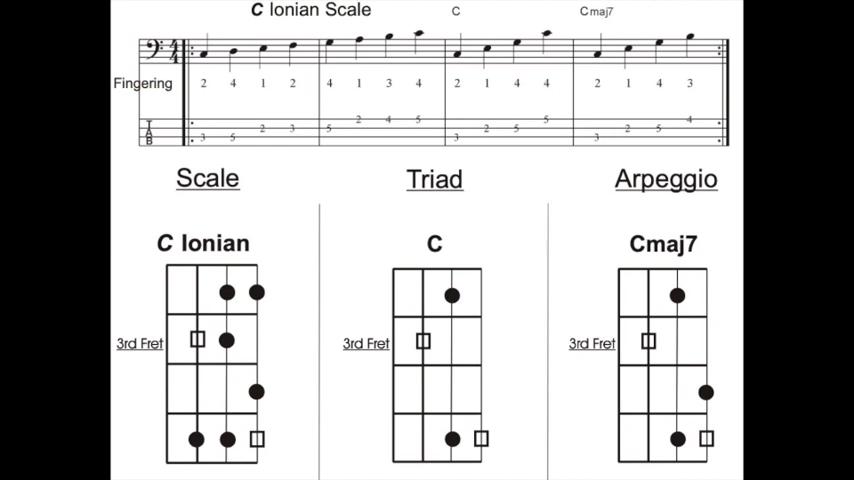 C Ionian Scale C Cmaj7
4
4
Fingering 2 4 1 2 4 1 3 4 2 1 4 4 2 1 4 3
T
A
B
3 5 2 3 5 2 4 5 3 2 5 5 3 2 5 4
Scale Triad Arpeggio
C Ionian C Cmaj7
3rd Fret 3rd Fret 3rd Fret